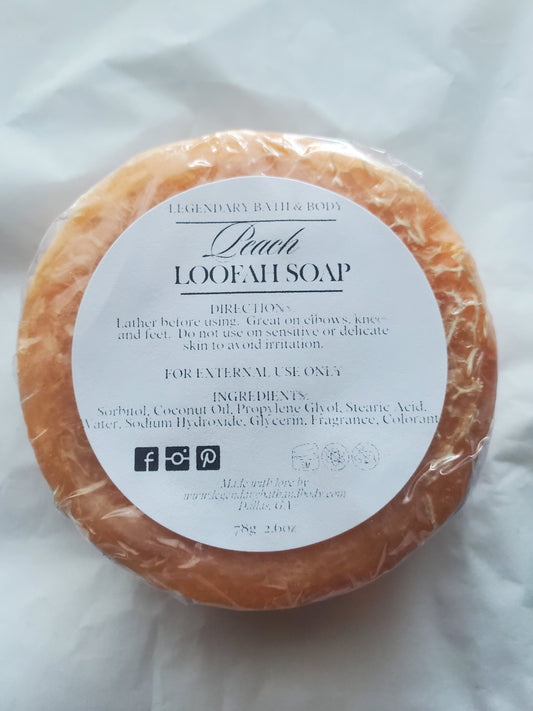 LEGENDARY BATH & BODY
Peach
LOOFAH SOAP
DIRECTIONS
Lather before using. Great on elbows, knee
and feet. Do not use on sensitive or delicate
skin to avoid irritation.
FOR EXTERNAL USE ONLY
INGREDIENTS:
Sorbitol, Coconut Oil, Propylene Glyol, Stearic Acid,
Water, Sodium Hydroxide, Glycerin, Fragrance, Colorant
Made with love by
www.legendarybathandbody.com
Dallas, GA
78g 2.6oz